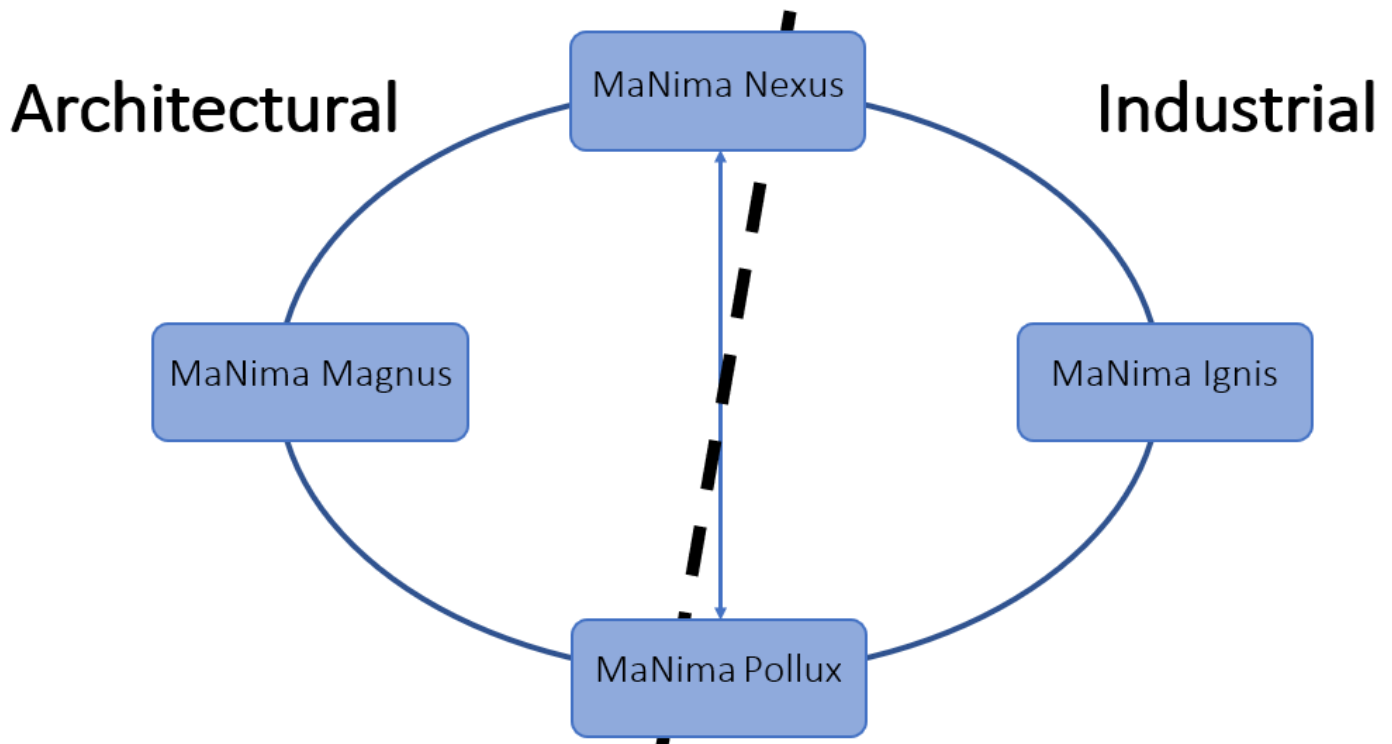 MaNima Nexus
Architectural
Industrial
MaNima Magnus
MaNima Ignis
MaNima Pollux